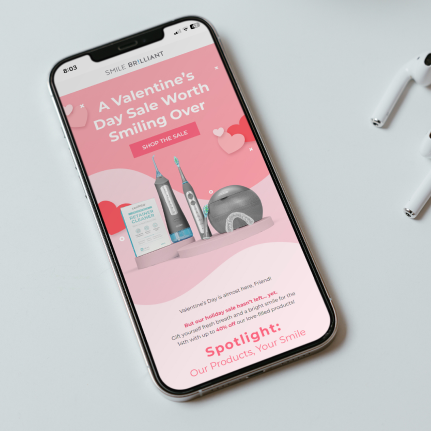 8:03
SMILE BRILLIANT
A Valentine's
Day Sale Worth
Smiling Over
SHOP THE SALE
RETAINER
CLEANER
Valentine's Day is almost here, Friend!
But our holiday sale hasn't left... yet.
Gift yourself fresh breath and a bright smile for the
both with up to 40% off our love-filled products!
Spotlight:
Our Products, Your Smile